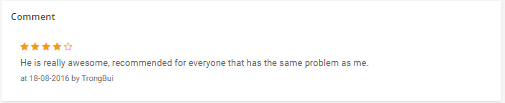 Comment
He is really awesome, recommended for everyone that has the same problem as me.
at 18-08-2016 by TrongBui